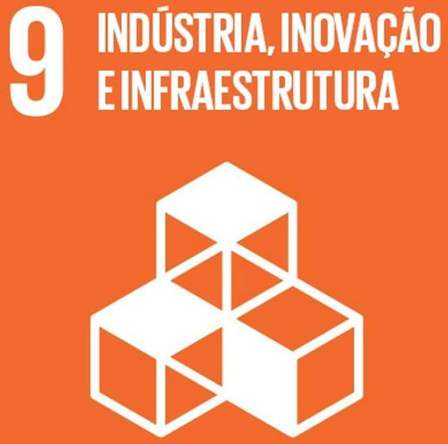 9
INDÚSTRIA, INOVAÇÃO
E INFRAESTRUTURA